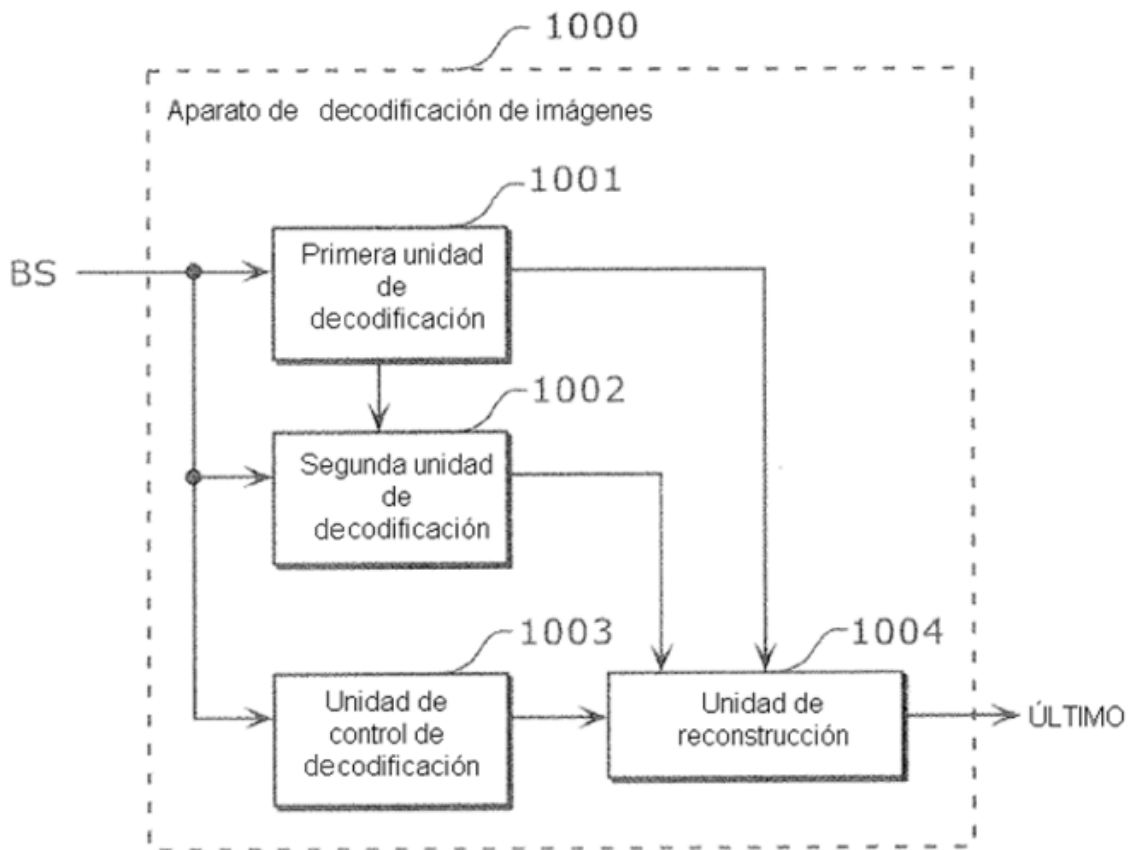 1000
Aparato de decodificación de imágenes
1001
Primera unidad
de
decodificación
BS
1002
Segunda unidad
de
decodificación
1003
Unidad de
control de
decodificación
1004
Unidad de
reconstrucción
ÚLTIMO